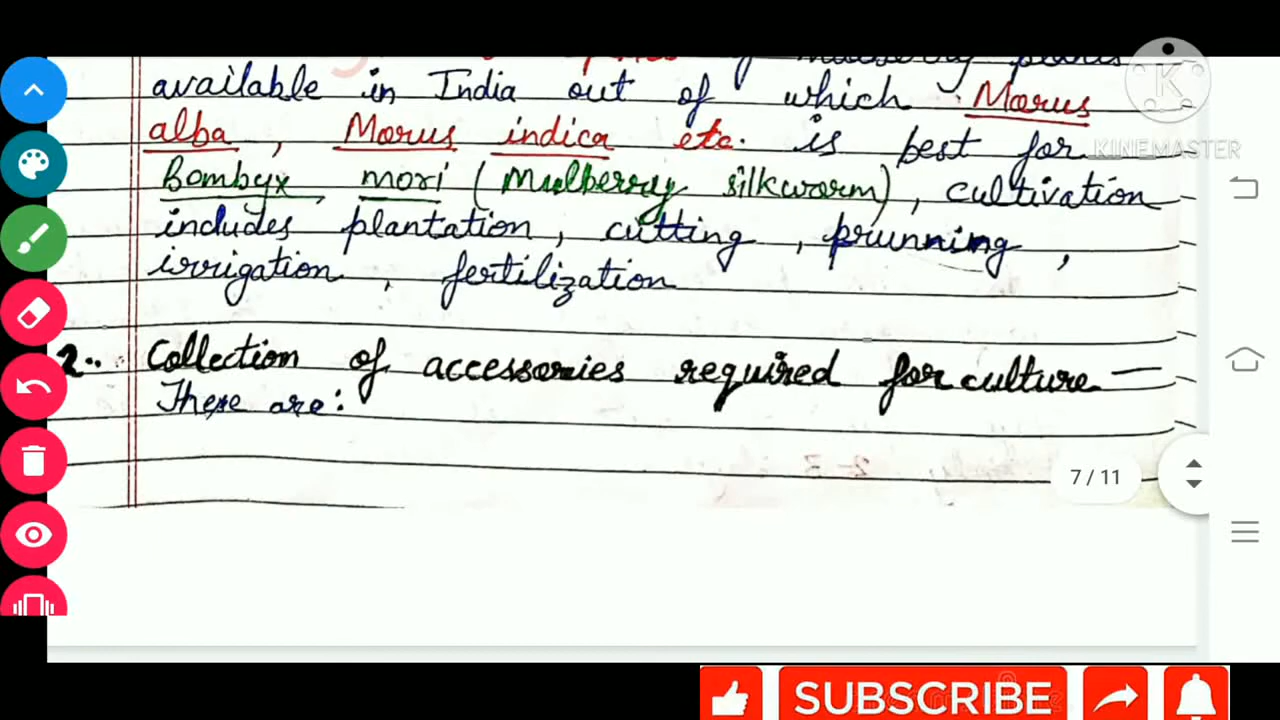 available in India out of which Morus
alba, Morus indica etc. is best for
Bombyx mori (Mulberry silkworm), cultivation
includes plantation, cutting, prunning,
irrigation, fertilization
2. Collection of accessories required for culture —
These are:
7 / 11
K
KINEMASTER
SUBSCRIBE